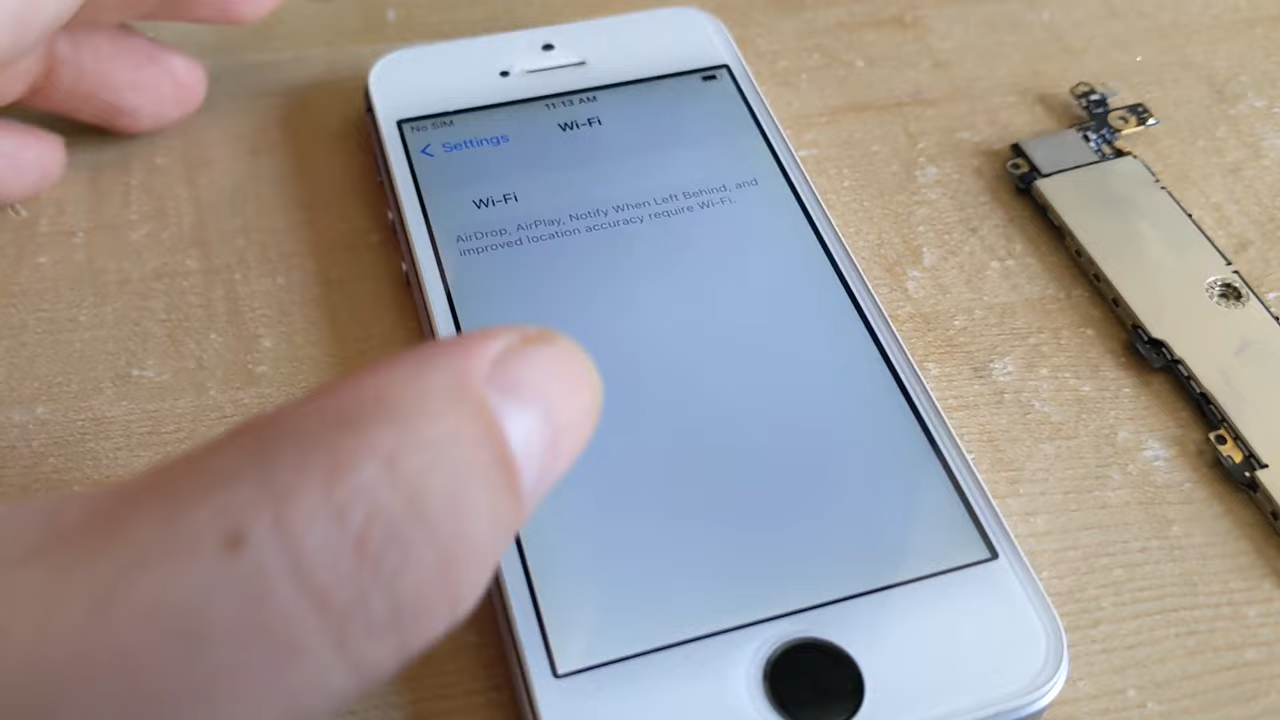 11:13 AM
No SIM
Settings
Wi-Fi
Wi-Fi
AirDrop, AirPlay, Notify When Left Behind, and
improved location accuracy require Wi-Fi.